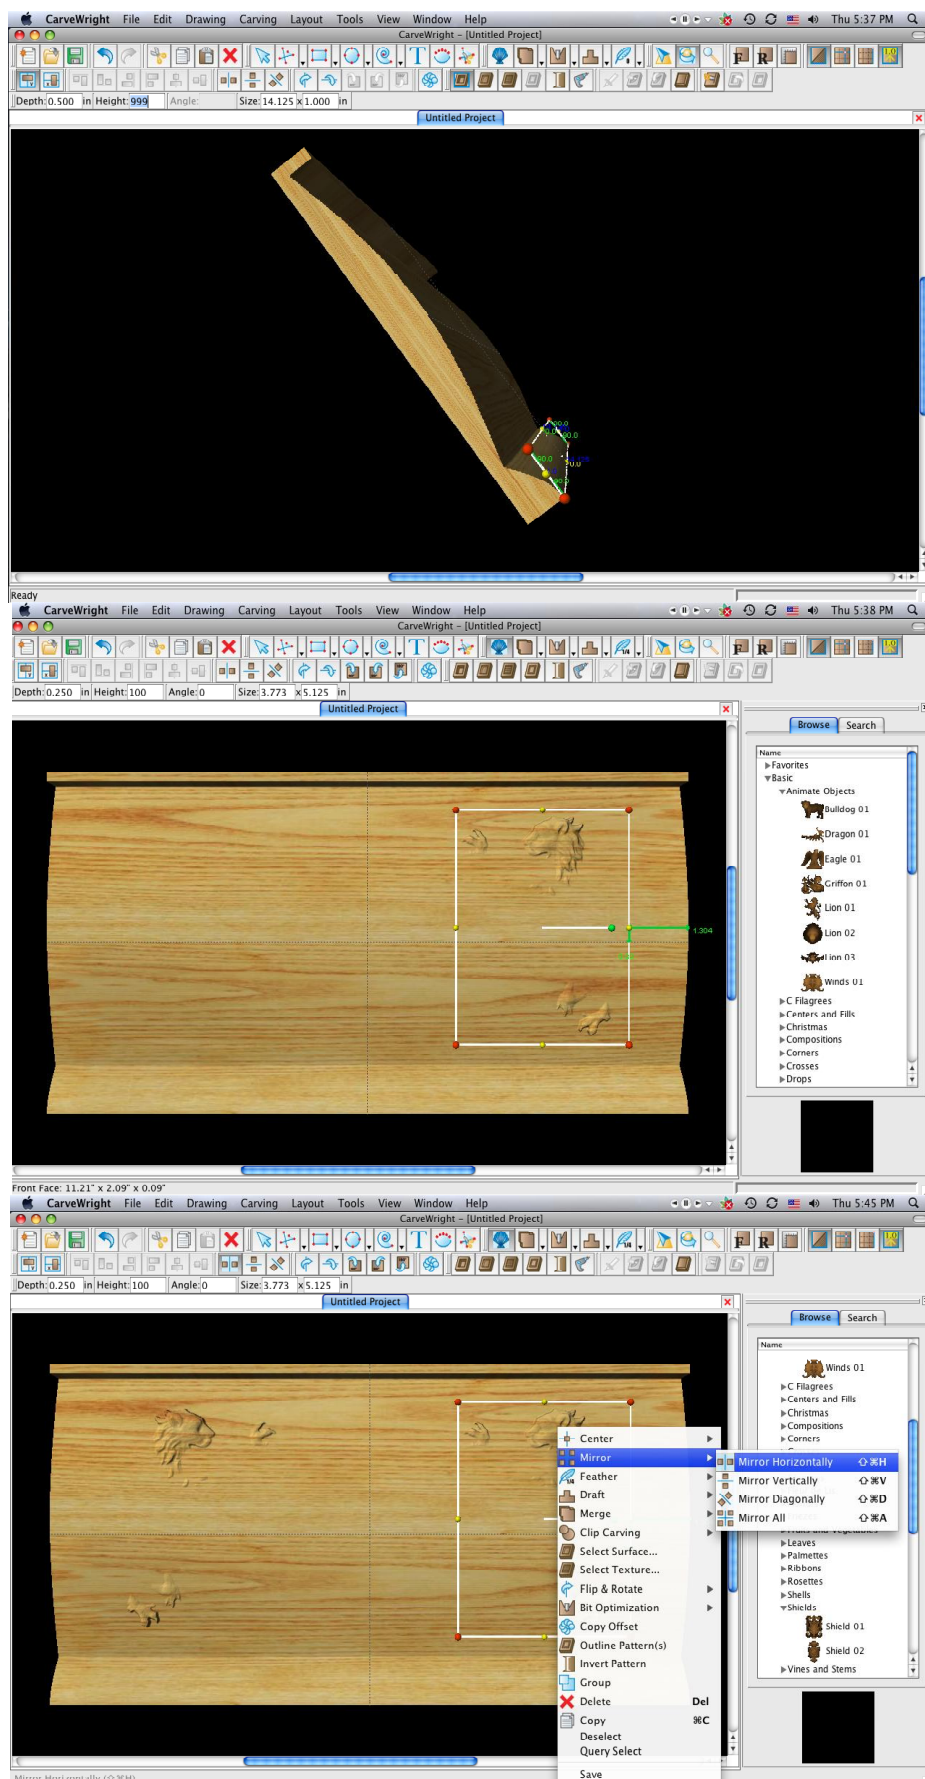 CarveWright File Edit Drawing Carving Layout Tools View Window Help Thu 5:37 PM
CarveWright - [Untitled Project]
Depth: 0.500 in Height: 999 Angle: Size: 14.125 x 1.000 in
Untitled Project
Ready
CarveWright File Edit Drawing Carving Layout Tools View Window Help Thu 5:38 PM
CarveWright - [Untitled Project]
Depth: 0.250 in Height: 100 Angle: 0 Size: 3.773 x 5.125 in
Untitled Project
Browse Search
Name
Favorites
Basic
Animate Objects
Bulldog 01
Dragon 01
Eagle 01
Griffon 01
Lion 01
Lion 02
Lion 03
Winds 01
C Filagrees
Centers and Fills
Christmas
Compositions
Corners
Crosses
Drops
1.304
Front Face: 11.21" x 2.09" x 0.09"
CarveWright File Edit Drawing Carving Layout Tools View Window Help Thu 5:45 PM
CarveWright - [Untitled Project]
Depth: 0.250 in Height: 100 Angle: 0 Size: 3.773 x 5.125 in
Untitled Project
Browse Search
Name
Winds 01
C Filagrees
Centers and Fills
Christmas
Compositions
Corners
Center
Mirror
Feather
Draft
Merge
Clip Carving
Select Surface...
Select Texture...
Flip & Rotate
Bit Optimization
Copy Offset
Outline Pattern(s)
Invert Pattern
Group
Delete Del
Copy ⌘C
Deselect
Query Select
Save
Mirror Horizontally ⇧⌘H
Mirror Vertically ⇧⌘V
Mirror Diagonally ⇧⌘D
Mirror All ⇧⌘A
Fruits and Vegetables
Leaves
Palmettes
Ribbons
Rosettes
Shells
Shields
Shield 01
Shield 02
Vines and Stems
Mirror Horizontally (⇧⌘H)